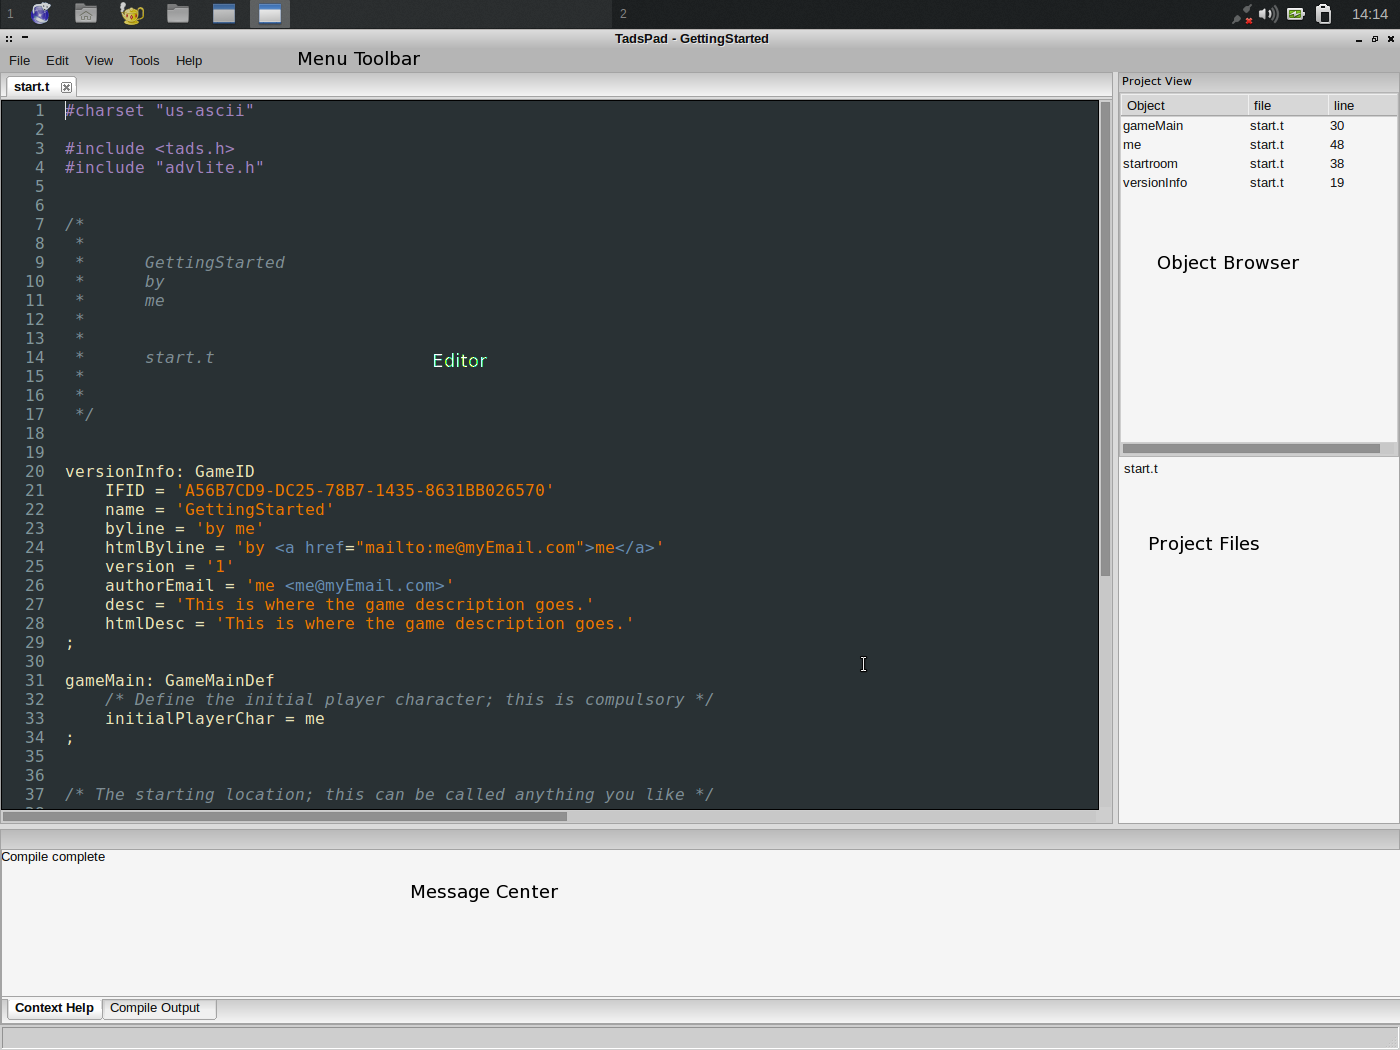 1
2
14:14
TadsPad - GettingStarted
File Edit View Tools Help
Menu Toolbar
start.t
1 #charset "us-ascii"
2
3 #include <tads.h>
4 #include "advlite.h"
5
6
7 /*
8  *
9  *      GettingStarted
10  *      by
11  *      me
12  *
13  *
14  *      start.t
15  *
16  *
17  */
18
19
20 versionInfo: GameID
21     IFID = 'A56B7CD9-DC25-78B7-1435-8631BB026570'
22     name = 'GettingStarted'
23     byline = 'by me'
24     htmlByline = 'by <a href="mailto:me@myEmail.com">me</a>'
25     version = '1'
26     authorEmail = 'me <me@myEmail.com>'
27     desc = 'This is where the game description goes.'
28     htmlDesc = 'This is where the game description goes.'
29 ;
30
31 gameMain: GameMainDef
32     /* Define the initial player character; this is compulsory */
33     initialPlayerChar = me
34 ;
35
36
37 /* The starting location; this can be called anything you like */
Editor
Project View
Object file line
gameMain start.t 30
me start.t 48
startroom start.t 38
versionInfo start.t 19
Object Browser
start.t
Project Files
Compile complete
Message Center
Context Help Compile Output